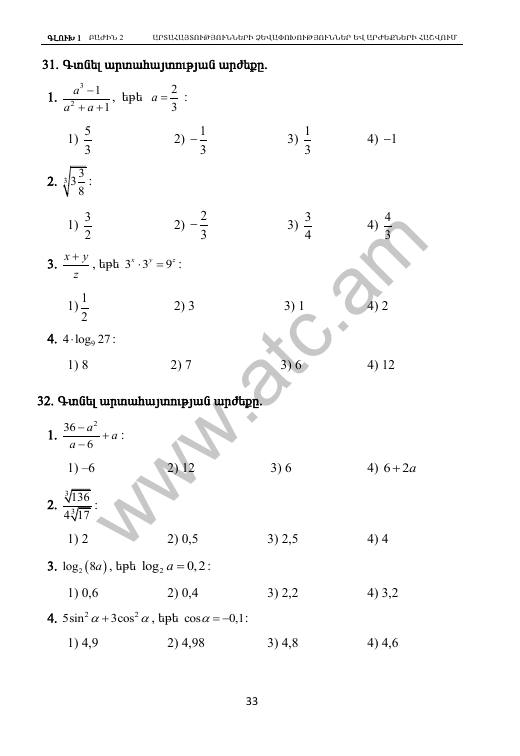 ԳԼՈՒԽ 1 ԲԱԺԻՆ 2 ԱՐՏԱՀԱՅՏՈՒԹՅՈՒՆՆԵՐԻ ՁԵՎԱՓՈԽՈՒԹՅՈՒՆՆԵՐ ԵՎ ԱՐԺԵՔՆԵՐԻ ՀԱՇՎՈՒՄ
31. Գտնել արտահայտության արժեքը.
1. (a³ − 1)/(a² + a + 1), եթե a = 2/3 :
1) 5/3 2) −1/3 3) 1/3 4) −1
2. ∛(3 3/8) :
1) 3/2 2) −2/3 3) 3/4 4) 4/3
3. (x + y)/z, եթե 3ˣ · 3ʸ = 9ᶻ :
1) 1/2 2) 3 3) 1 4) 2
4. 4 · log₉ 27 :
1) 8 2) 7 3) 6 4) 12
32. Գտնել արտահայտության արժեքը.
1. (36 − a²)/(a − 6) + a :
1) −6 2) 12 3) 6 4) 6 + 2a
2. ∛136/(4∛17) :
1) 2 2) 0,5 3) 2,5 4) 4
3. log₂(8a), եթե log₂ a = 0,2 :
1) 0,6 2) 0,4 3) 2,2 4) 3,2
4. 5sin² α + 3cos² α, եթե cos α = −0,1 :
1) 4,9 2) 4,98 3) 4,8 4) 4,6
www.atc.am
33